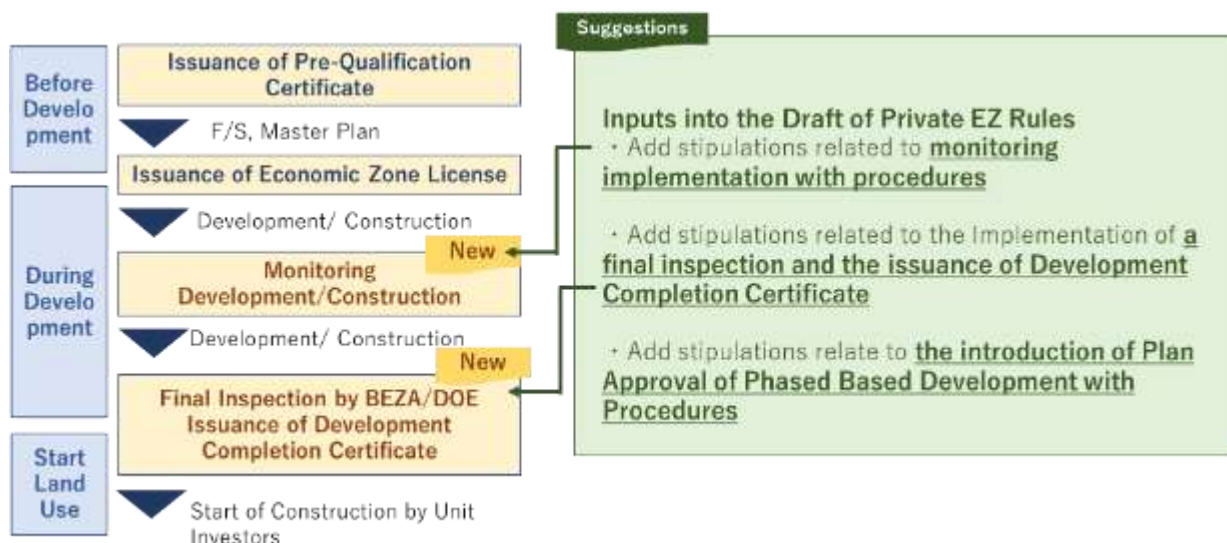 Before
Develo
pment
Issuance of Pre-Qualification
Certificate
F/S, Master Plan
Issuance of Economic Zone License
During
Develo
pment
Development/ Construction
New
Monitoring
Development/Construction
Development/ Construction
New
Final Inspection by BEZA/DOE
Issuance of Development
Completion Certificate
Start
Land
Use
Start of Construction by Unit
Investors
Suggestions
Inputs into the Draft of Private EZ Rules
・Add stipulations related to monitoring
implementation with procedures
・Add stipulations related to the Implementation of a
final inspection and the issuance of Development
Completion Certificate
・Add stipulations relate to the introduction of Plan
Approval of Phased Based Development with
Procedures